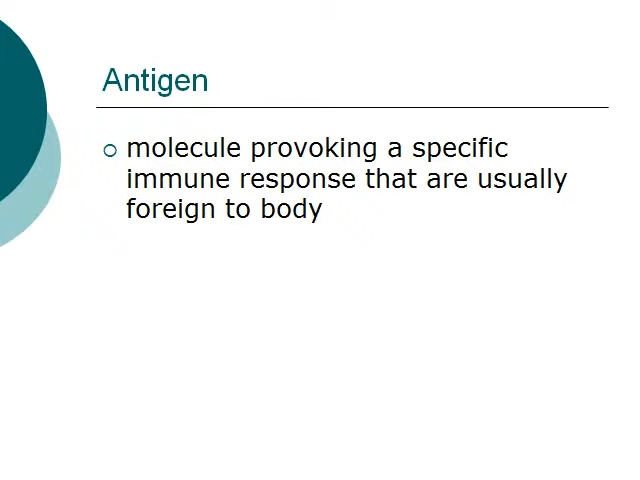 Antigen
molecule provoking a specific
immune response that are usually
foreign to body